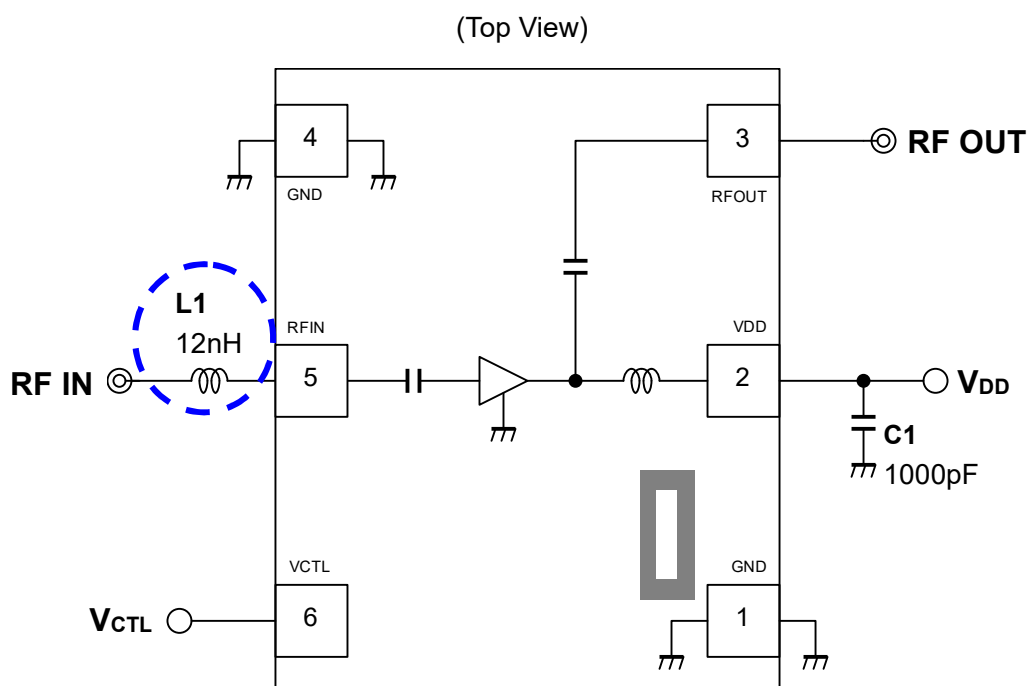 (Top View)
4
GND
3
RFOUT
RF OUT
L1
12nH
RFIN
5
RF IN
VDD
2
VDD
C1
1000pF
VCTL
6
VCTL
GND
1